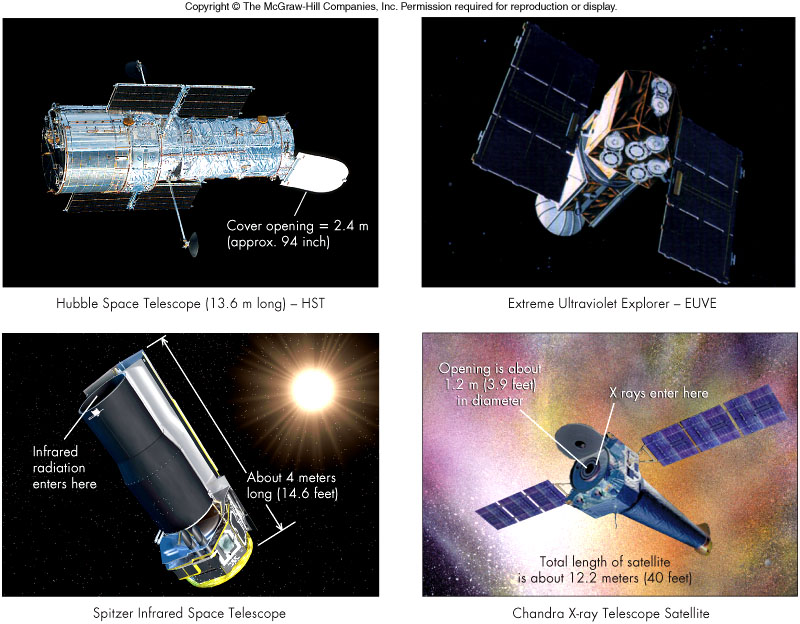 Copyright © The McGraw-Hill Companies, Inc. Permission required for reproduction or display.
Cover opening = 2.4 m
(approx. 94 inch)
Hubble Space Telescope (13.6 m long) – HST
Extreme Ultraviolet Explorer – EUVE
Infrared
radiation
enters here
About 4 meters
long (14.6 feet)
Spitzer Infrared Space Telescope
Opening is about
1.2 m (3.9 feet)
in diameter
X rays enter here
Total length of satellite
is about 12.2 meters (40 feet)
Chandra X-ray Telescope Satellite